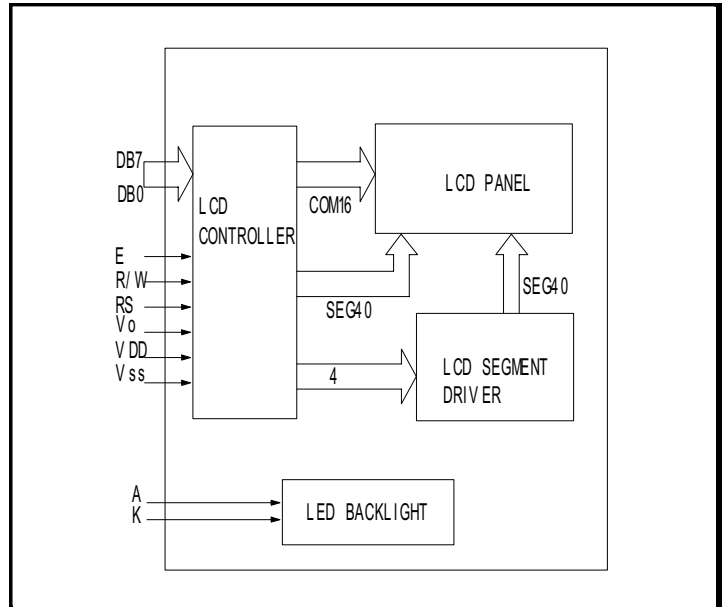 DB7
DB0
E
R/W
RS
Vo
VDD
Vss
LCD
CONTROLLER
COM16
SEG40
4
LCD PANEL
SEG40
LCD SEGMENT
DRIVER
A
K
LED BACKLIGHT